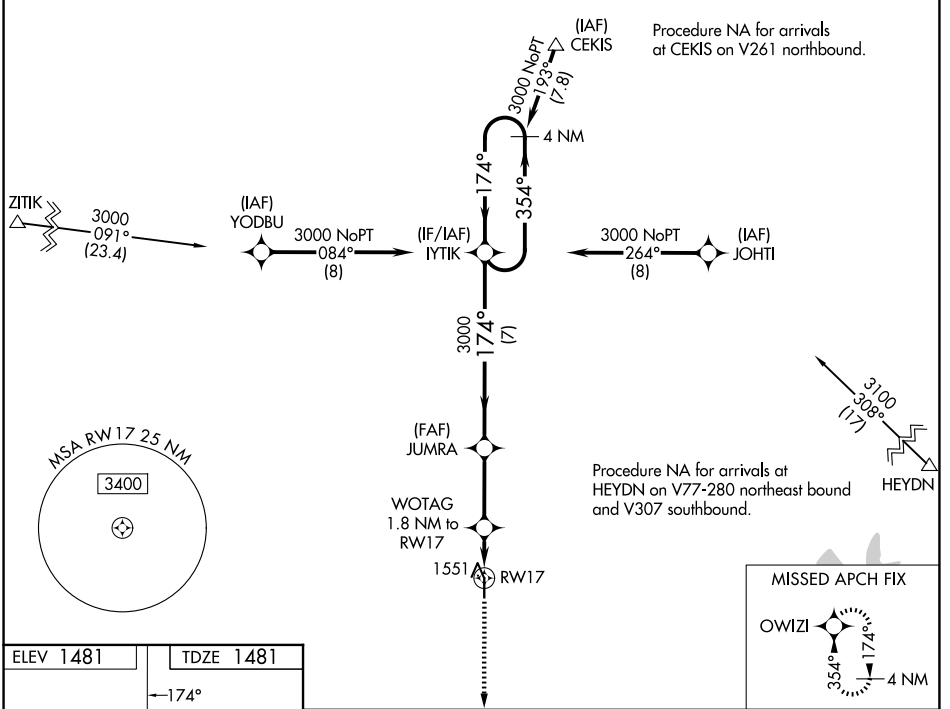 (IAF)
CEKIS
Procedure NA for arrivals
at CEKIS on V261 northbound.
3000 NoPT
193°
(7.8)
4 NM
174°
354°
ZITIK
3000
091°
(23.4)
(IAF)
YODBU
3000 NoPT
084°
(8)
(IF/IAF)
IYTIK
3000 NoPT
264°
(8)
(IAF)
JOHTI
3000
174°
(7)
3100
308°
(17)
HEYDN
(FAF)
JUMRA
MSA RW17 25 NM
3400
Procedure NA for arrivals at
HEYDN on V77-280 northeast bound
and V307 southbound.
WOTAG
1.8 NM to
RW17
1551
RW17
MISSED APCH FIX
OWIZI
354°
174°
4 NM
ELEV 1481
TDZE 1481
174°